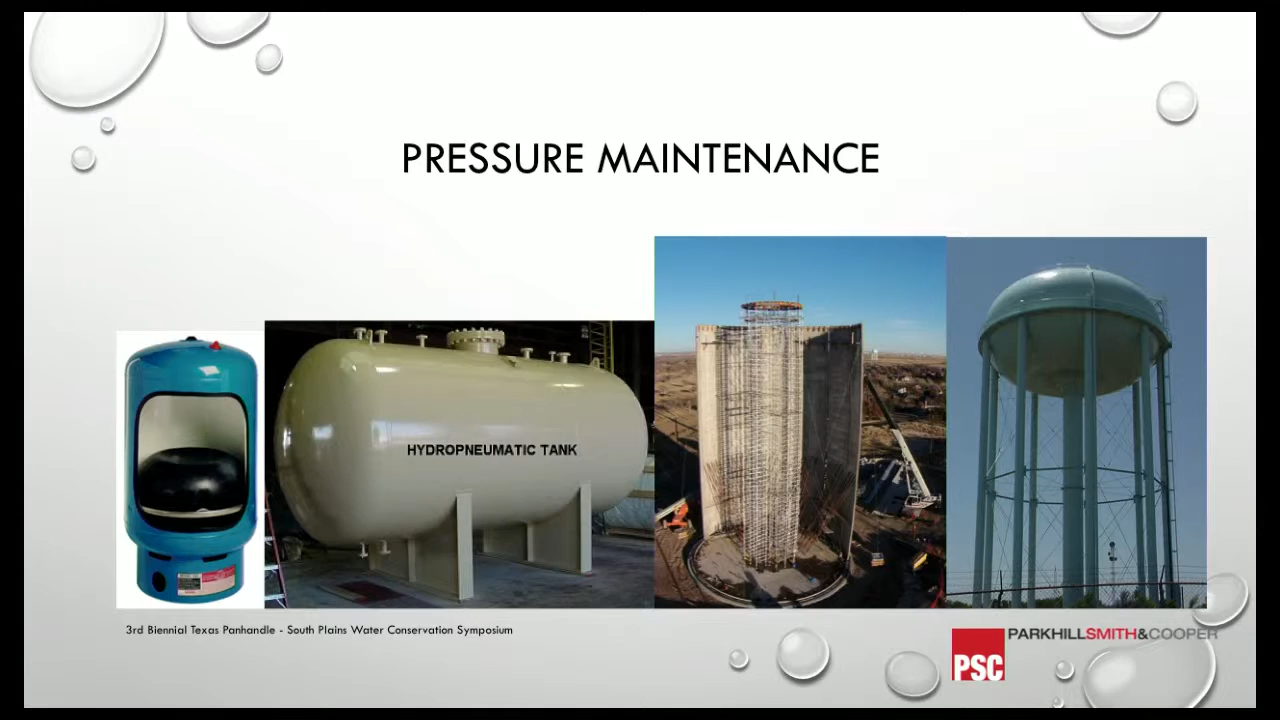 PRESSURE MAINTENANCE
HYDROPNEUMATIC TANK
3rd Biennial Texas Panhandle - South Plains Water Conservation Symposium
PARKHILLSMITH&COOPER
PSC